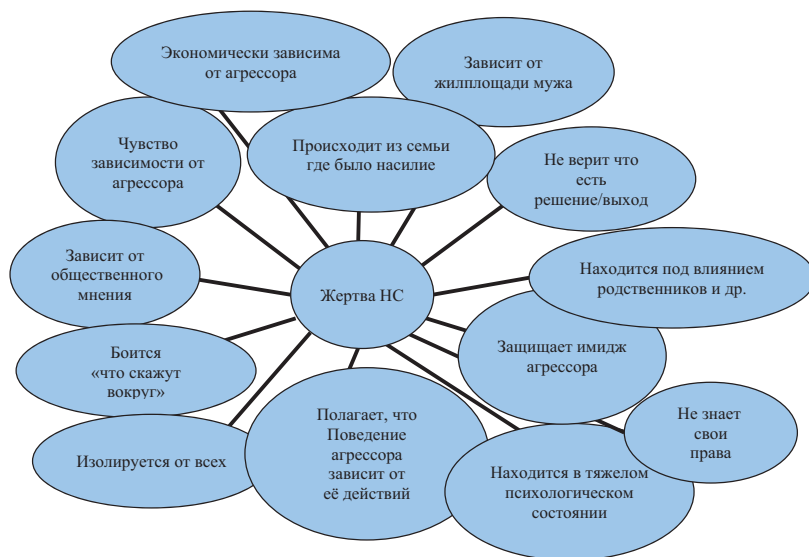 Экономически зависима
от агрессора
Зависит от
жилплощади мужа
Чувство
зависимости от
агрессора
Происходит из семьи
где было насилие
Не верит что
есть
решение/выход
Зависит от
общественного
мнения
Жертва НС
Находится под влиянием
родственников и др.
Боится
«что скажут
вокруг»
Защищает имидж
агрессора
Изолируется от всех
Полагает, что
Поведение
агрессора
зависит от
её действий
Находится в тяжелом
психологическом
состоянии
Не знает
свои
права